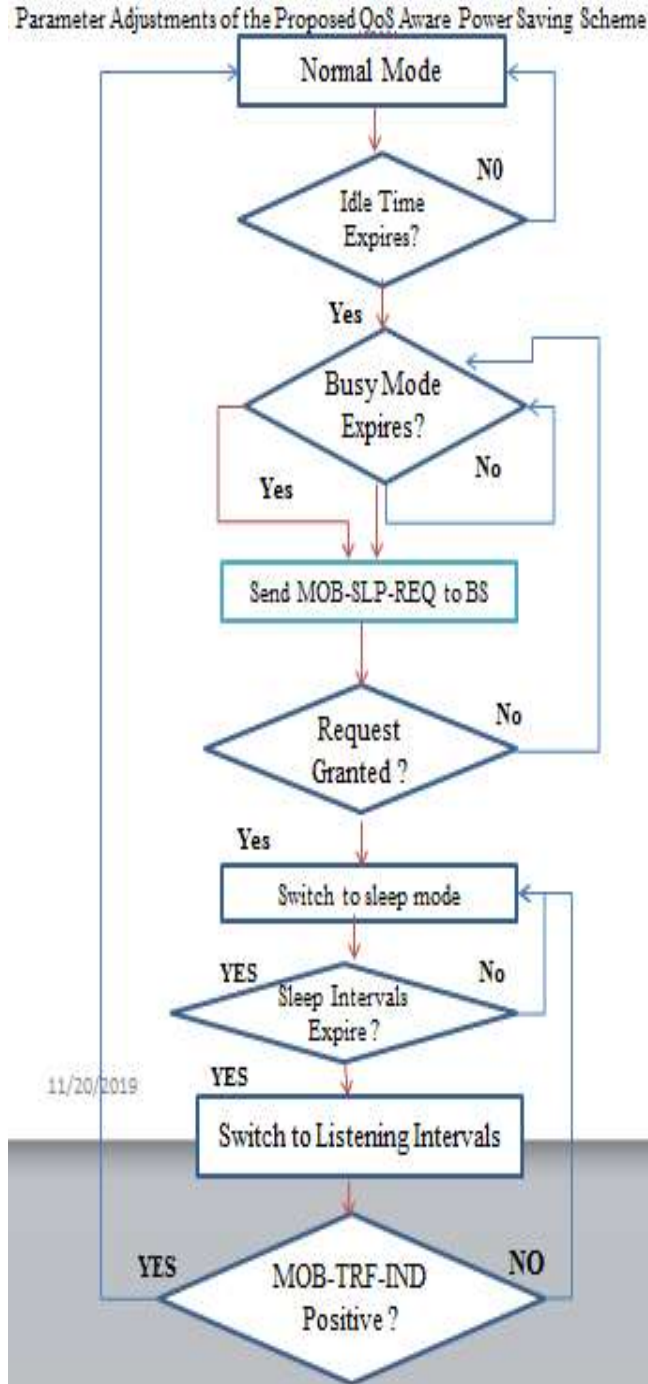 Parameter Adjustments of the Proposed QoS Aware Power Saving Scheme
Normal Mode
N0
Idle Time
Expires?
Yes
Busy Mode
Expires?
No
Yes
Send MOB-SLP-REQ to BS
No
Request
Granted ?
Yes
Switch to sleep mode
YES
No
Sleep Intervals
Expire ?
YES
11/20/2019
Switch to Listening Intervals
YES
NO
MOB-TRF-IND
Positive ?